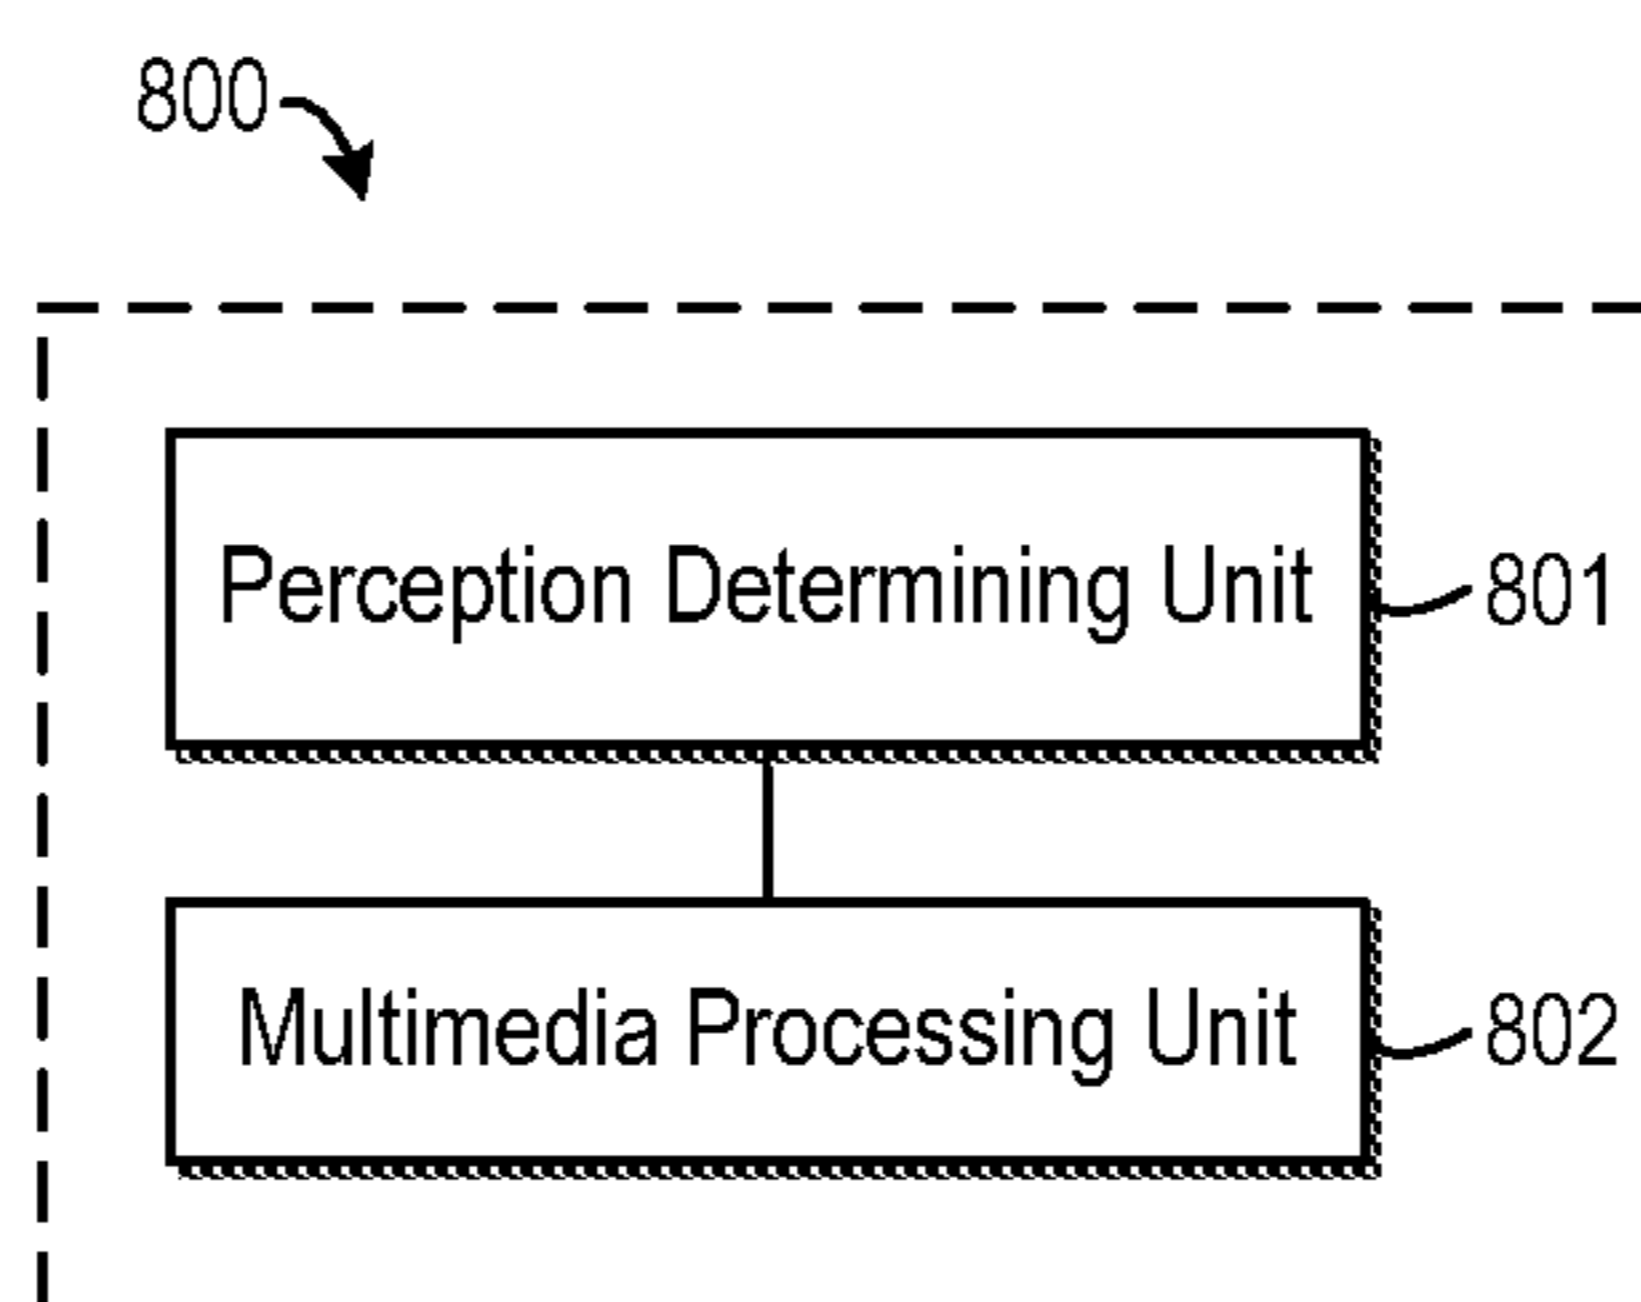 800
Perception Determining Unit
801
Multimedia Processing Unit
802